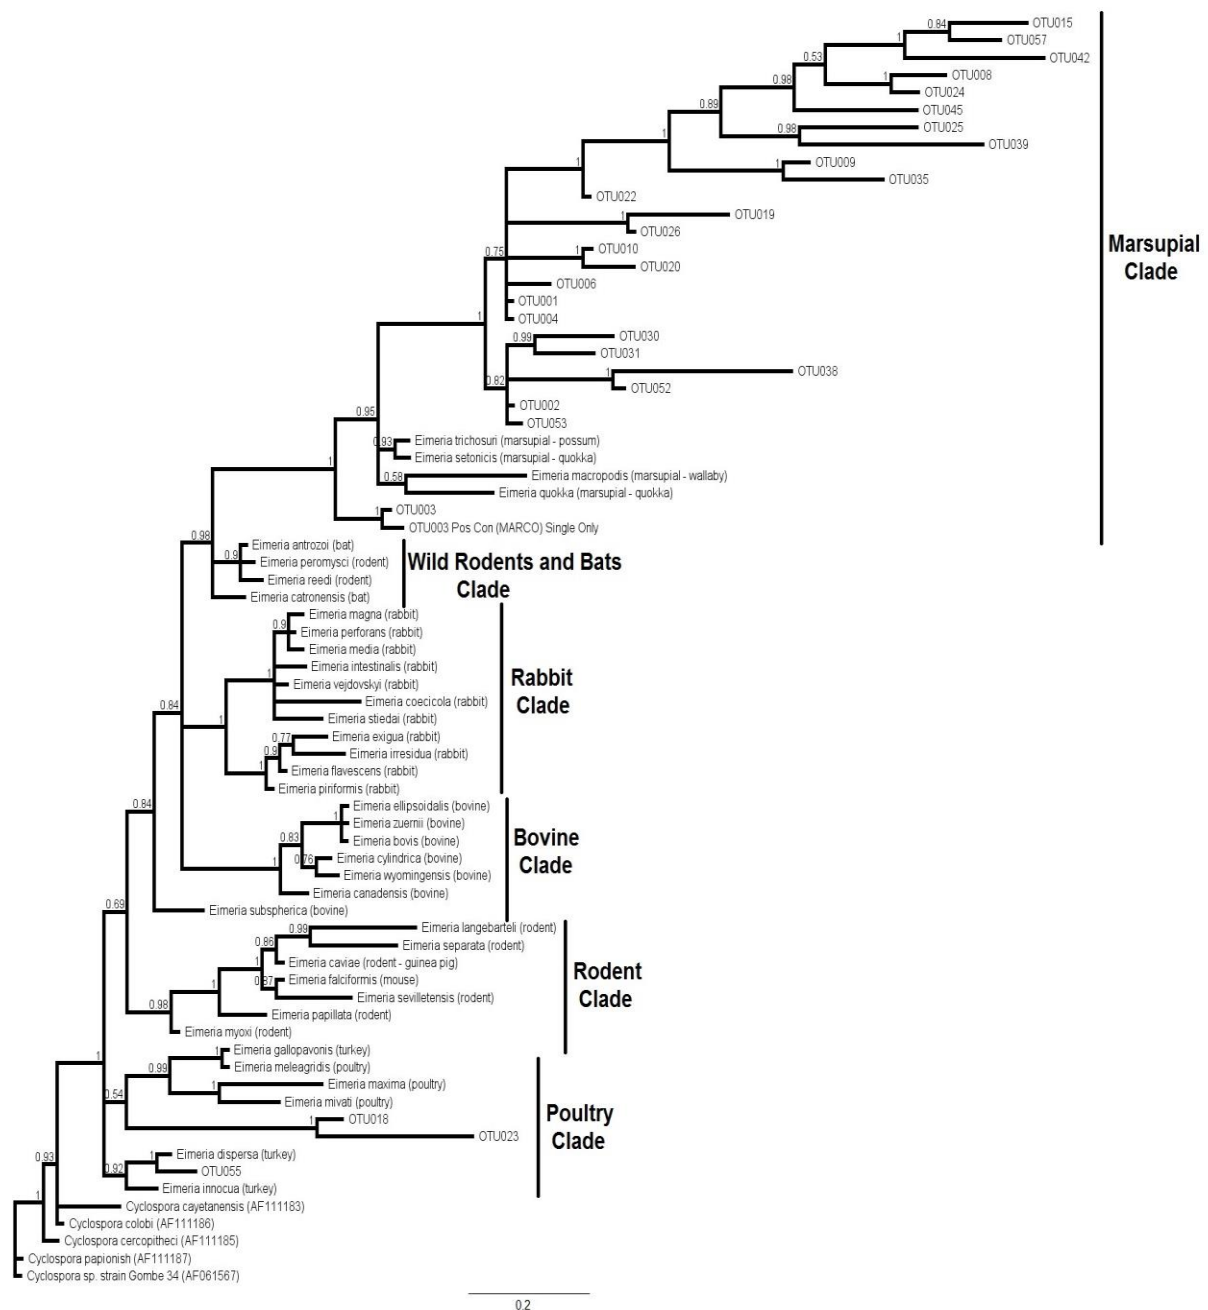 0.84
OTU015
1
OTU057
0.53
OTU042
1
OTU008
0.98
OTU024
0.89
OTU045
0.98
OTU025
1
OTU039
1
OTU009
1
OTU035
OTU022
1
OTU019
OTU026
1
OTU010
0.75
OTU020
OTU006
OTU001
1
OTU004
0.99
OTU030
OTU031
1
OTU038
0.82
OTU052
OTU002
0.95
OTU053
0.93
Eimeria trichosuri (marsupial - possum)
1
Eimeria setonicis (marsupial - quokka)
0.58
Eimeria macropodis (marsupial - wallaby)
Eimeria quokka (marsupial - quokka)
1
OTU003
OTU003 Pos Con (MARCO) Single Only
Marsupial
Clade
0.98
Eimeria antrozoi (bat)
0.9
Eimeria peromysci (rodent)
Eimeria reedi (rodent)
Eimeria catronensis (bat)
Wild Rodents and Bats
Clade
Eimeria magna (rabbit)
0.9
Eimeria perforans (rabbit)
Eimeria media (rabbit)
1
Eimeria intestinalis (rabbit)
Eimeria vejdovskyi (rabbit)
Eimeria coecicola (rabbit)
0.84
1
Eimeria stiedai (rabbit)
0.77
Eimeria exigua (rabbit)
0.9
Eimeria irresidua (rabbit)
1
Eimeria flavescens (rabbit)
Eimeria piriformis (rabbit)
Rabbit
Clade
0.84
Eimeria ellipsoidalis (bovine)
1
Eimeria zuernii (bovine)
0.83
Eimeria bovis (bovine)
0.76
Eimeria cylindrica (bovine)
1
Eimeria wyomingensis (bovine)
Eimeria canadensis (bovine)
0.69
Eimeria subspherica (bovine)
Bovine
Clade
0.99
Eimeria langebarteli (rodent)
0.86
Eimeria separata (rodent)
1
Eimeria caviae (rodent - guinea pig)
0.97
Eimeria falciformis (mouse)
1
Eimeria sevilletensis (rodent)
0.98
Eimeria papillata (rodent)
Eimeria myoxi (rodent)
Rodent
Clade
1
1
Eimeria gallopavonis (turkey)
0.99
Eimeria meleagridis (poultry)
1
Eimeria maxima (poultry)
0.54
Eimeria mivati (poultry)
1
OTU018
OTU023
1
Eimeria dispersa (turkey)
0.92
OTU055
Eimeria innocua (turkey)
Poultry
Clade
0.93
1
Cyclospora cayetanensis (AF111183)
Cyclospora colobi (AF111186)
Cyclospora cercopitheci (AF111185)
Cyclospora papionish (AF111187)
Cyclospora sp. strain Gombe 34 (AF061567)
0.2